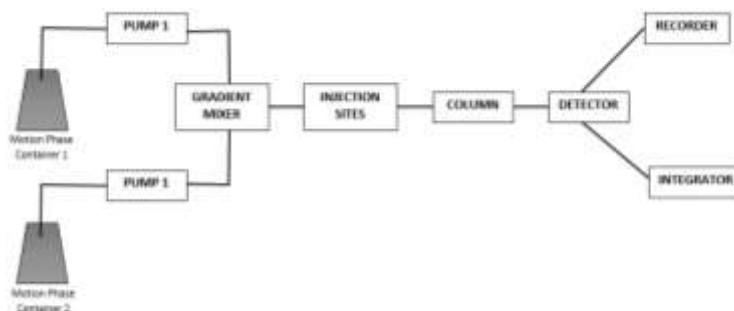 PUMP 1
RECORDER
GRADIENT
MIXER
INJECTION
SITES
COLUMN
DETECTOR
Motion Phase
Container 1
PUMP 1
INTEGRATOR
Motion Phase
Container 2